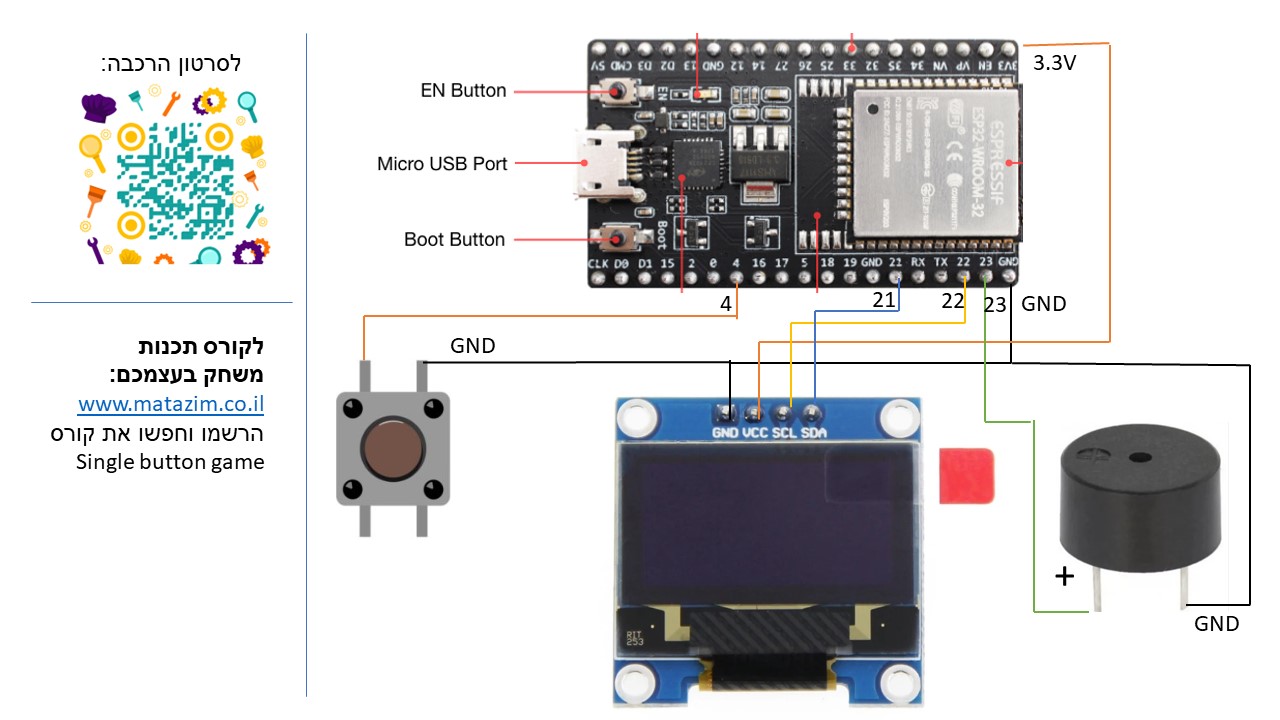 לסרטון הרכבה:
לקורס תכנות
משחק בעצמכם:
www.matazim.co.il
הרשמו וחפשו את קורס
Single button game
5V CMD D3 D2 13 GND 12 14 27 26 25 33 32 35 34 VN VP EN 3V3
3.3V
EN Button
EN
Micro USB Port
ESPRESSIF
ESP32-WROOM-32
Boot Button
Boot
CLK D0 D1 15 2 0 4 16 17 5 18 19 GND 21 RX TX 22 23 GND
4
21
22
23
GND
GND
GND VCC SCL SDA
+
RIT
253
GND